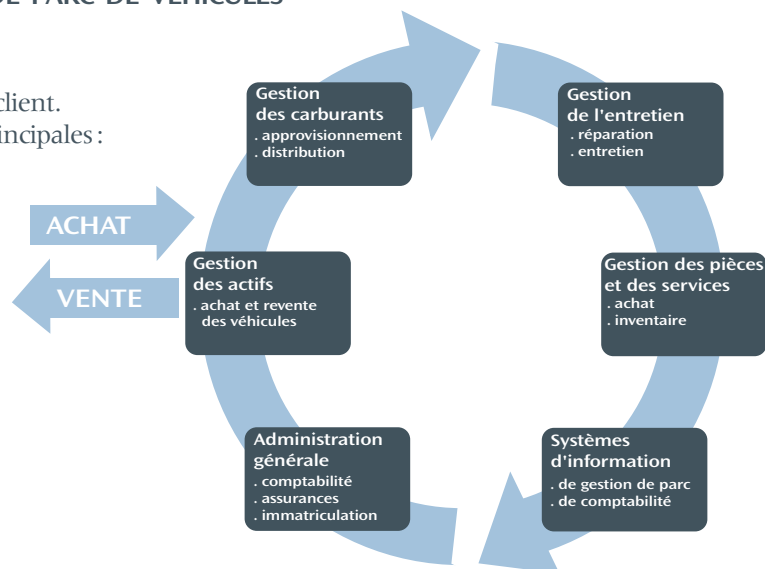 DE PARC DE VÉHICULES
client.
incipales :
Gestion
des carburants
. approvisionnement
. distribution
Gestion
de l'entretien
. réparation
. entretien
ACHAT
VENTE
Gestion
des actifs
. achat et revente
des véhicules
Gestion des pièces
et des services
. achat
. inventaire
Administration
générale
. comptabilité
. assurances
. immatriculation
Systèmes
d'information
. de gestion de parc
. de comptabilité